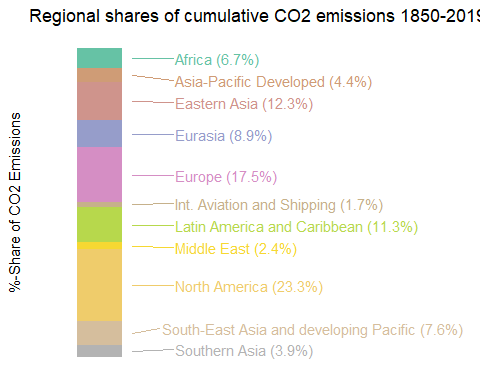 Regional shares of cumulative CO2 emissions 1850-2019
%-Share of CO2 Emissions
Africa (6.7%)
Asia-Pacific Developed (4.4%)
Eastern Asia (12.3%)
Eurasia (8.9%)
Europe (17.5%)
Int. Aviation and Shipping (1.7%)
Latin America and Caribbean (11.3%)
Middle East (2.4%)
North America (23.3%)
South-East Asia and developing Pacific (7.6%)
Southern Asia (3.9%)